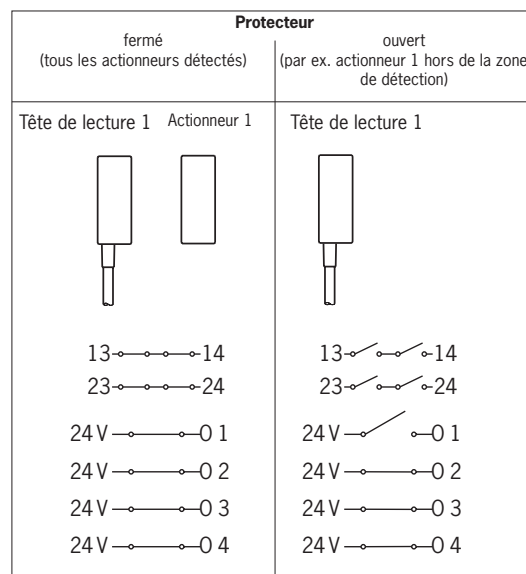 Protecteur
fermé
(tous les actionneurs détectés)
ouvert
(par ex. actionneur 1 hors de la zone
de détection)
Tête de lecture 1 Actionneur 1
Tête de lecture 1
13 14
23 24
24 V O 1
24 V O 2
24 V O 3
24 V O 4
13 14
23 24
24 V O 1
24 V O 2
24 V O 3
24 V O 4